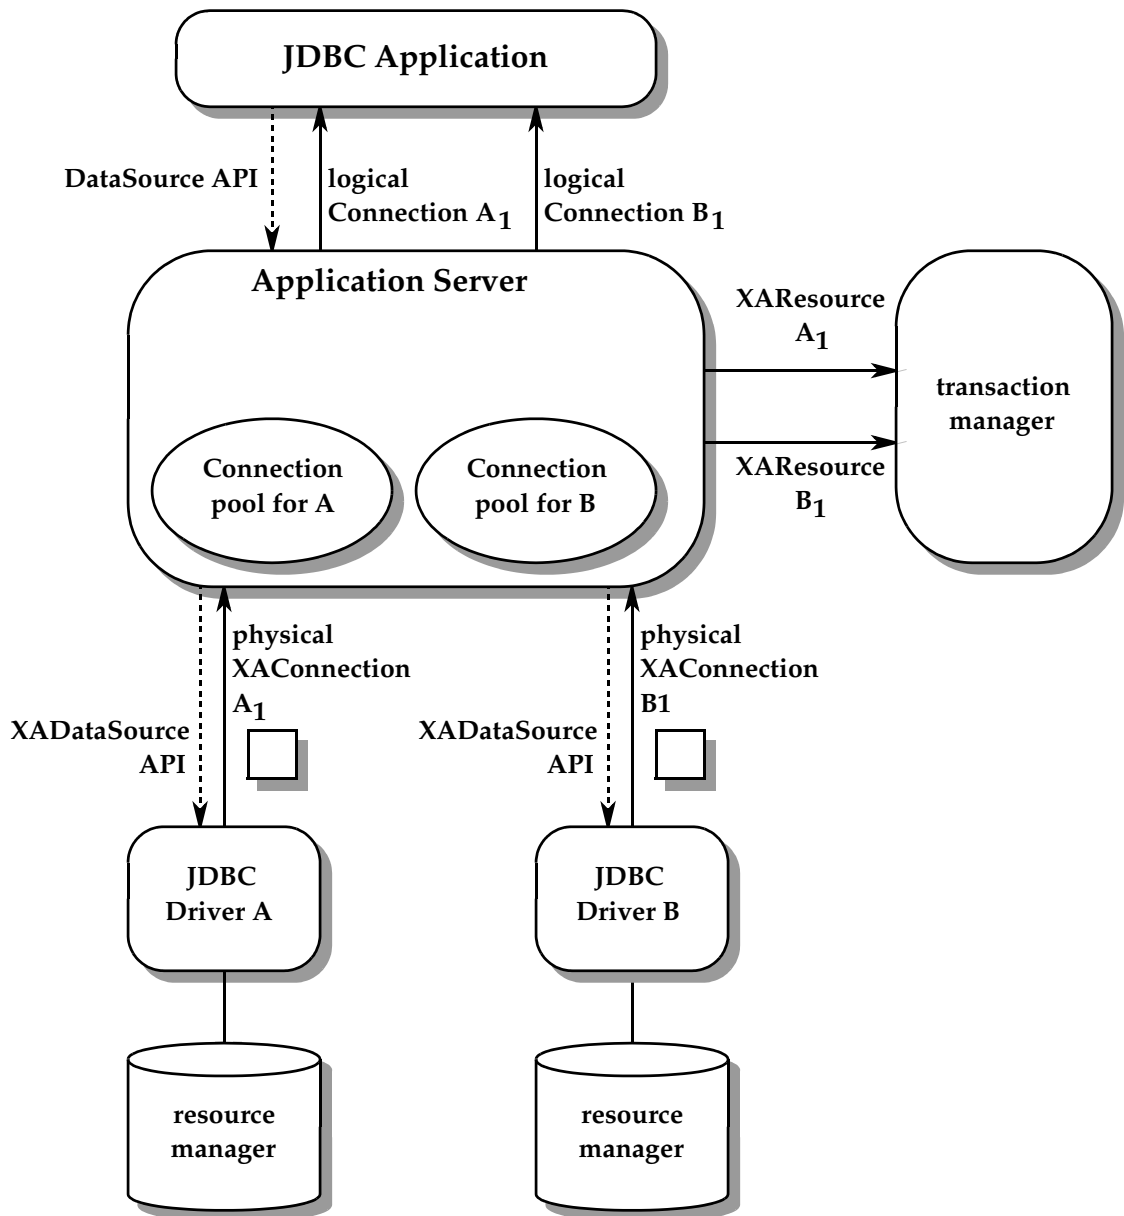 JDBC Application
DataSource API
logical
Connection A1
logical
Connection B1
Application Server
XAResource
A1
transaction
manager
XAResource
B1
Connection
pool for A
Connection
pool for B
physical
XAConnection
A1
XADataSource
API
physical
XAConnection
B1
XADataSource
API
JDBC
Driver A
JDBC
Driver B
resource
manager
resource
manager